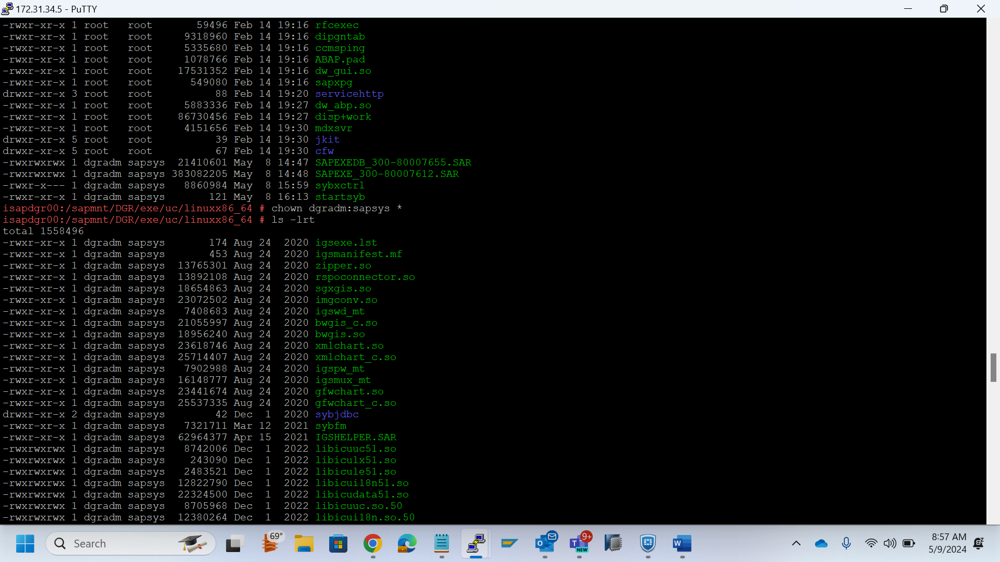 172.31.34.5 - PuTTY
-rwxr-xr-x 1 root   root       59496 Feb 14 19:16 rfcexec
-rwxr-xr-x 1 root   root     9318960 Feb 14 19:16 dipgntab
-rwxr-xr-x 1 root   root     5335680 Feb 14 19:16 ccmsping
-rwxr-xr-x 1 root   root     1078766 Feb 14 19:16 ABAP.pad
-rwxr-xr-x 1 root   root    17531352 Feb 14 19:16 dw_gui.so
-rwxr-xr-x 1 root   root      549080 Feb 14 19:16 sapxpg
drwxr-xr-x 3 root   root          88 Feb 14 19:20 servicehttp
-rwxr-xr-x 1 root   root     5883336 Feb 14 19:27 dw_abp.so
-rwxr-xr-x 1 root   root    86730456 Feb 14 19:27 disp+work
-rwxr-xr-x 1 root   root     4151656 Feb 14 19:30 mdxsvr
drwxr-xr-x 5 root   root          39 Feb 14 19:30 jkit
drwxr-xr-x 5 root   root          67 Feb 14 19:30 cfw
-rwxrwxrwx 1 dgradm sapsys  21410601 May  8 14:47 SAPEXEDB_300-80007655.SAR
-rwxrwxrwx 1 dgradm sapsys 383082205 May  8 14:48 SAPEXE_300-80007612.SAR
-rwxr-x--- 1 dgradm sapsys   8860984 May  8 15:59 sybxctrl
-rwxr-xr-x 1 dgradm sapsys       121 May  8 16:13 startsyb
isapdgr00:/sapmnt/DGR/exe/uc/linuxx86_64 # chown dgradm:sapsys *
isapdgr00:/sapmnt/DGR/exe/uc/linuxx86_64 # ls -lrt
total 1558496
-rwxr-xr-x 1 dgradm sapsys       174 Aug 24  2020 igsexe.lst
-rwxr-xr-x 1 dgradm sapsys       453 Aug 24  2020 igsmanifest.mf
-rwxr-xr-x 1 dgradm sapsys  13765301 Aug 24  2020 zipper.so
-rwxr-xr-x 1 dgradm sapsys  13892108 Aug 24  2020 rspoconnector.so
-rwxr-xr-x 1 dgradm sapsys  18654863 Aug 24  2020 sgxgis.so
-rwxr-xr-x 1 dgradm sapsys  23072502 Aug 24  2020 imgconv.so
-rwxr-xr-x 1 dgradm sapsys   7408683 Aug 24  2020 igswd_mt
-rwxr-xr-x 1 dgradm sapsys  21055997 Aug 24  2020 bwgis_c.so
-rwxr-xr-x 1 dgradm sapsys  18956240 Aug 24  2020 bwgis.so
-rwxr-xr-x 1 dgradm sapsys  23618746 Aug 24  2020 xmlchart.so
-rwxr-xr-x 1 dgradm sapsys  25714407 Aug 24  2020 xmlchart_c.so
-rwxr-xr-x 1 dgradm sapsys   7902988 Aug 24  2020 igspw_mt
-rwxr-xr-x 1 dgradm sapsys  16148777 Aug 24  2020 igsmux_mt
-rwxr-xr-x 1 dgradm sapsys  23441674 Aug 24  2020 gfwchart.so
-rwxr-xr-x 1 dgradm sapsys  25537335 Aug 24  2020 gfwchart_c.so
drwxr-xr-x 2 dgradm sapsys        42 Dec  1  2020 sybjdbc
-rwxr-xr-x 1 dgradm sapsys   7321711 Mar 12  2021 sybfm
-rwxr-xr-x 1 dgradm sapsys  62964377 Apr 15  2021 IGSHELPER.SAR
-rwxrwxrwx 1 dgradm sapsys   8742006 Dec  1  2022 libicuuc51.so
-rwxrwxrwx 1 dgradm sapsys    243090 Dec  1  2022 libiculx51.so
-rwxrwxrwx 1 dgradm sapsys   2483521 Dec  1  2022 libicule51.so
-rwxrwxrwx 1 dgradm sapsys  12822790 Dec  1  2022 libicui18n51.so
-rwxrwxrwx 1 dgradm sapsys  22324500 Dec  1  2022 libicudata51.so
-rwxrwxrwx 1 dgradm sapsys   8705968 Dec  1  2022 libicuuc.so.50
-rwxrwxrwx 1 dgradm sapsys  12380264 Dec  1  2022 libicui18n.so.50
Search
69°
9+
NEW
8:57 AM
5/9/2024